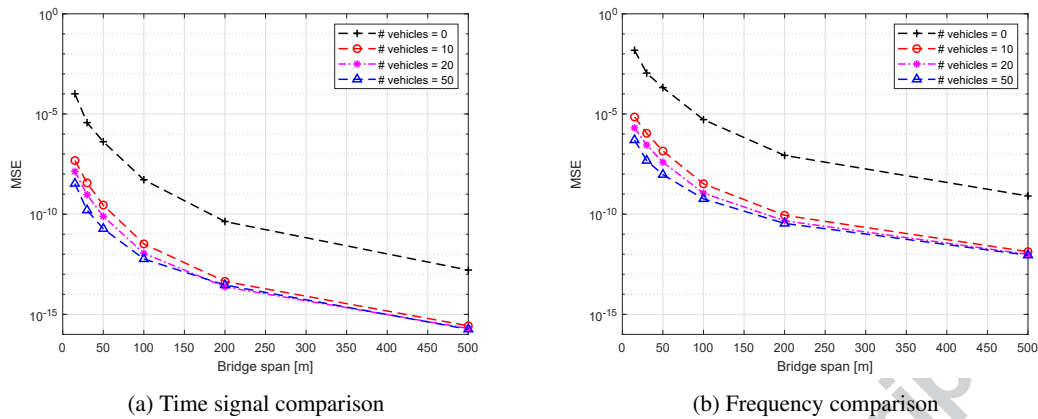 10^0
10^-5
10^-10
10^-15
MSE
# vehicles = 0
# vehicles = 10
# vehicles = 20
# vehicles = 50
0 50 100 150 200 250 300 350 400 450 500
Bridge span [m]
(a) Time signal comparison
10^0
10^-5
10^-10
10^-15
MSE
# vehicles = 0
# vehicles = 10
# vehicles = 20
# vehicles = 50
0 50 100 150 200 250 300 350 400 450 500
Bridge span [m]
(b) Frequency comparison